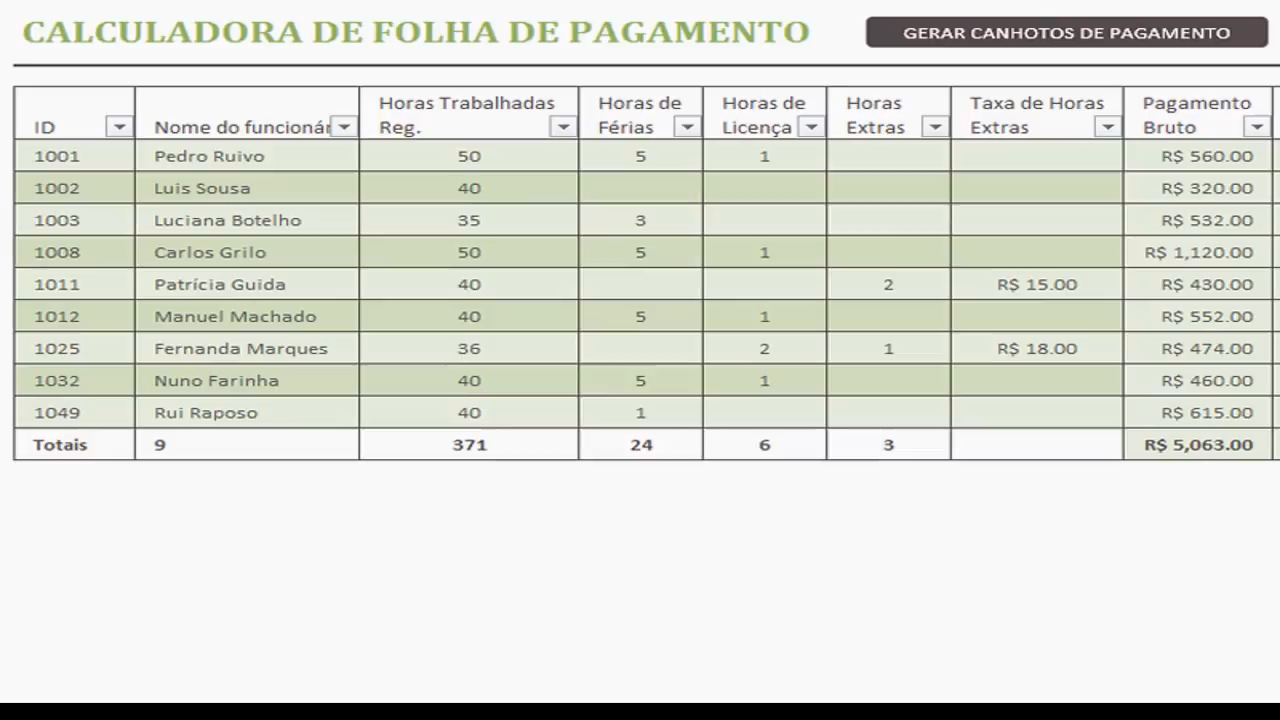 CALCULADORA DE FOLHA DE PAGAMENTO
GERAR CANHOTOS DE PAGAMENTO
ID Nome do funcionár Horas Trabalhadas Reg. Horas de Férias Horas de Licença Horas Extras Taxa de Horas Extras Pagamento Bruto
1001 Pedro Ruivo 50 5 1 R$ 560.00
1002 Luis Sousa 40 R$ 320.00
1003 Luciana Botelho 35 3 R$ 532.00
1008 Carlos Grilo 50 5 1 R$ 1,120.00
1011 Patrícia Guida 40 2 R$ 15.00 R$ 430.00
1012 Manuel Machado 40 5 1 R$ 552.00
1025 Fernanda Marques 36 2 1 R$ 18.00 R$ 474.00
1032 Nuno Farinha 40 5 1 R$ 460.00
1049 Rui Raposo 40 1 R$ 615.00
Totais 9 371 24 6 3 R$ 5,063.00